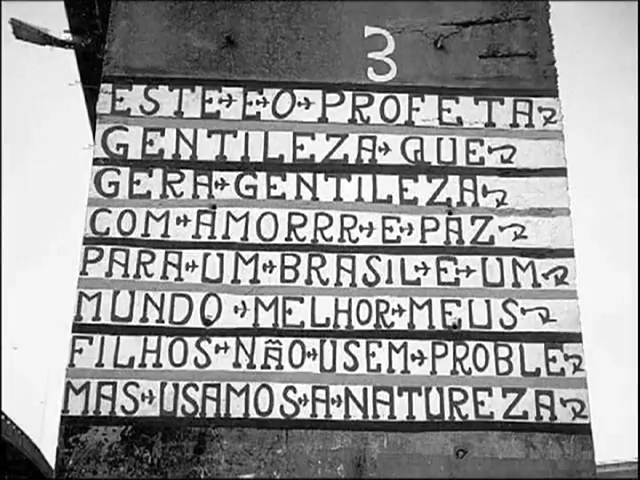 3
ESTE E O PROFETA
GENTILEZA QUE
GERA GENTILEZA
COM AMORRR E PAZ
PARA UM BRASIL E UM
MUNDO MELHOR MEUS
FILHOS NÃO USEM PROBLE
MAS USAMOS A NATUREZA